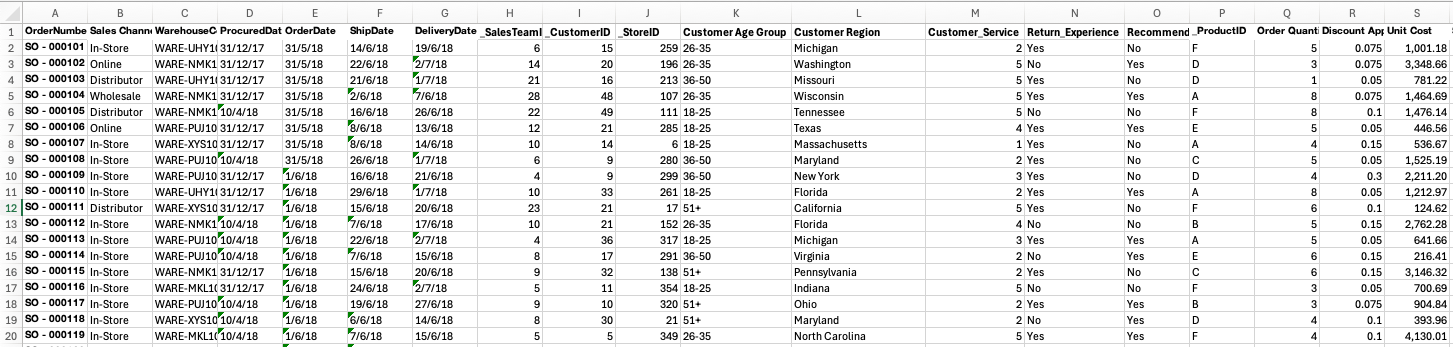 A B C D E F G H I J K L M N O P Q R S
1 OrderNumbe Sales Chann WarehouseC ProcuredDat OrderDate ShipDate DeliveryDate _SalesTeamI _CustomerID _StoreID Customer Age Group Customer Region Customer_Service Return_Experience Recommend _ProductID Order Quanti Discount App Unit Cost
2 SO - 000101 In-Store WARE-UHY1 31/12/17 31/5/18 14/6/18 19/6/18 6 15 259 26-35 Michigan 2 Yes No F 5 0.075 1,001.18
3 SO - 000102 Online WARE-NMK1 31/12/17 31/5/18 22/6/18 2/7/18 14 20 196 26-35 Washington 5 No Yes D 3 0.075 3,348.66
4 SO - 000103 Distributor WARE-UHY1 31/12/17 31/5/18 21/6/18 1/7/18 21 16 213 36-50 Missouri 5 Yes No D 1 0.05 781.22
5 SO - 000104 Wholesale WARE-NMK1 31/12/17 31/5/18 2/6/18 7/6/18 28 48 107 26-35 Wisconsin 5 Yes Yes A 8 0.075 1,464.69
6 SO - 000105 Distributor WARE-NMK1 10/4/18 31/5/18 16/6/18 26/6/18 22 49 111 18-25 Tennessee 5 No No F 8 0.1 1,476.14
7 SO - 000106 Online WARE-PUJ10 31/12/17 31/5/18 8/6/18 13/6/18 12 21 285 18-25 Texas 4 Yes Yes E 5 0.05 446.56
8 SO - 000107 In-Store WARE-XYS10 31/12/17 31/5/18 8/6/18 14/6/18 10 14 6 18-25 Massachusetts 1 Yes No A 4 0.15 536.67
9 SO - 000108 In-Store WARE-PUJ10 10/4/18 31/5/18 26/6/18 1/7/18 6 9 280 36-50 Maryland 2 Yes No C 5 0.05 1,525.19
10 SO - 000109 In-Store WARE-PUJ10 31/12/17 1/6/18 16/6/18 21/6/18 4 9 299 36-50 New York 3 Yes No D 4 0.3 2,211.20
11 SO - 000110 In-Store WARE-UHY1 31/12/17 1/6/18 29/6/18 1/7/18 10 33 261 18-25 Florida 2 Yes Yes A 8 0.05 1,212.97
12 SO - 000111 Distributor WARE-XYS10 31/12/17 1/6/18 15/6/18 20/6/18 23 21 17 51+ California 5 Yes No F 6 0.1 124.62
13 SO - 000112 In-Store WARE-NMK1 10/4/18 1/6/18 7/6/18 17/6/18 10 21 152 26-35 Florida 4 No No B 5 0.15 2,762.28
14 SO - 000113 In-Store WARE-PUJ10 10/4/18 1/6/18 22/6/18 2/7/18 4 36 317 18-25 Michigan 3 Yes Yes A 5 0.05 641.66
15 SO - 000114 In-Store WARE-PUJ10 10/4/18 1/6/18 7/6/18 15/6/18 8 17 291 36-50 Virginia 2 No Yes E 6 0.15 216.41
16 SO - 000115 In-Store WARE-NMK1 31/12/17 1/6/18 15/6/18 20/6/18 9 32 138 51+ Pennsylvania 2 Yes No C 6 0.15 3,146.32
17 SO - 000116 In-Store WARE-MKL10 31/12/17 1/6/18 24/6/18 2/7/18 5 11 354 18-25 Indiana 5 No No F 5 0.05 700.69
18 SO - 000117 In-Store WARE-PUJ10 10/4/18 1/6/18 19/6/18 27/6/18 9 10 320 51+ Ohio 2 Yes Yes B 3 0.075 904.84
19 SO - 000118 In-Store WARE-XYS10 10/4/18 1/6/18 6/6/18 14/6/18 8 30 21 51+ Maryland 2 No Yes D 4 0.1 393.96
20 SO - 000119 In-Store WARE-MKL10 10/4/18 1/6/18 7/6/18 15/6/18 5 5 349 26-35 North Carolina 5 Yes Yes F 4 0.1 4,130.01